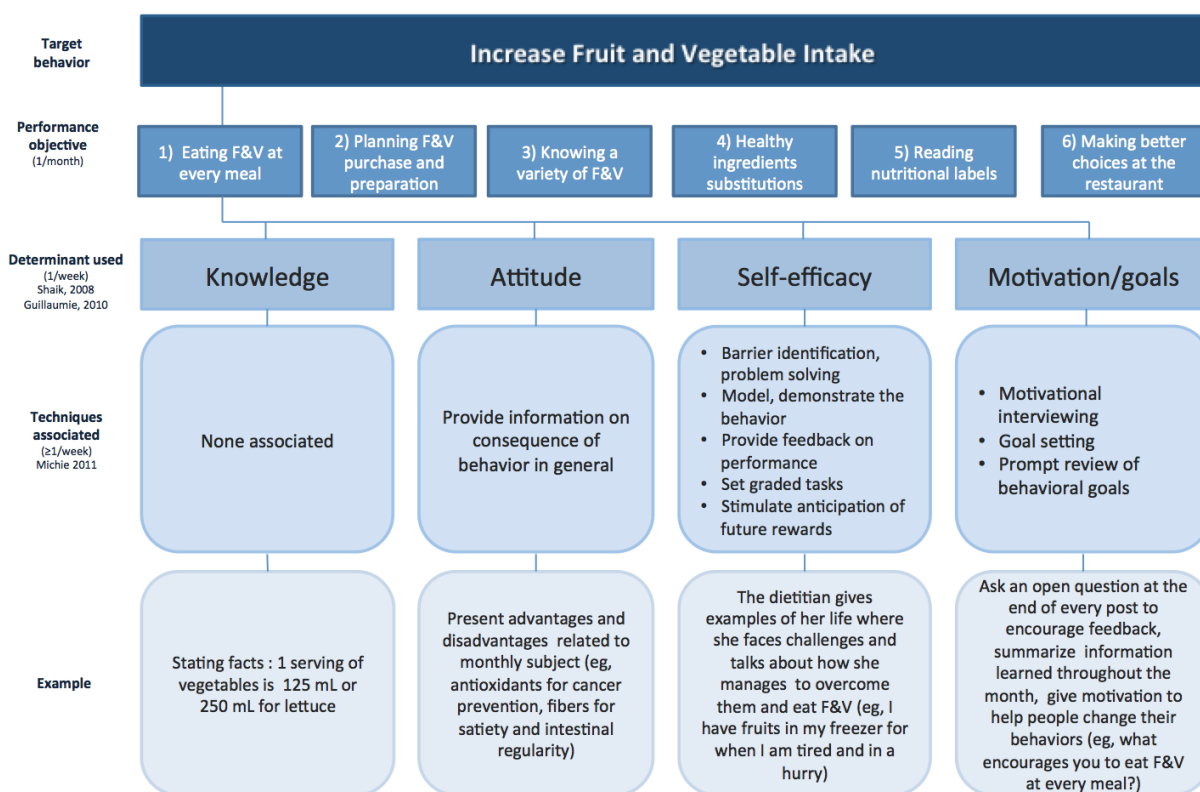 Target
behavior
Increase Fruit and Vegetable Intake
Performance
objective
(1/month)
1) Eating F&V at
every meal
2) Planning F&V
purchase and
preparation
3) Knowing a
variety of F&V
4) Healthy
ingredients
substitutions
5) Reading
nutritional labels
6) Making better
choices at the
restaurant
Determinant used
(1/week)
Shaik, 2008
Guillaumie, 2010
Knowledge
Attitude
Self-efficacy
Motivation/goals
Techniques
associated
(≥1/week)
Michie 2011
None associated
Provide information on
consequence of
behavior in general
• Barrier identification,
problem solving
• Model, demonstrate the
behavior
• Provide feedback on
performance
• Set graded tasks
• Stimulate anticipation of
future rewards
• Motivational
interviewing
• Goal setting
• Prompt review of
behavioral goals
Example
Stating facts : 1 serving of
vegetables is 125 mL or
250 mL for lettuce
Present advantages and
disadvantages related to
monthly subject (eg,
antioxidants for cancer
prevention, fibers for
satiety and intestinal
regularity)
The dietitian gives
examples of her life where
she faces challenges and
talks about how she
manages to overcome
them and eat F&V (eg, I
have fruits in my freezer for
when I am tired and in a
hurry)
Ask an open question at the
end of every post to
encourage feedback,
summarize information
learned throughout the
month, give motivation to
help people change their
behaviors (eg, what
encourages you to eat F&V
at every meal?)